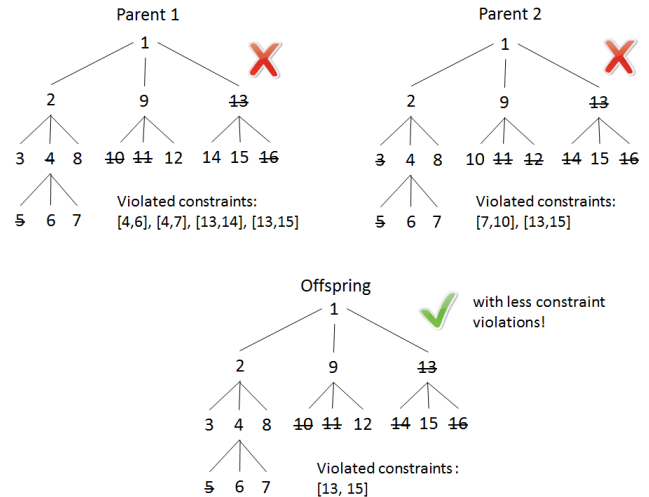 Parent 1
1
2 9 13
3 4 8 10 11 12 14 15 16
5 6 7
Violated constraints:
[4,6], [4,7], [13,14], [13,15]
Parent 2
1
2 9 13
3 4 8 10 11 12 14 15 16
5 6 7
Violated constraints:
[7,10], [13,15]
Offspring
1
with less constraint
violations!
2 9 13
3 4 8 10 11 12 14 15 16
5 6 7
Violated constraints:
[13, 15]